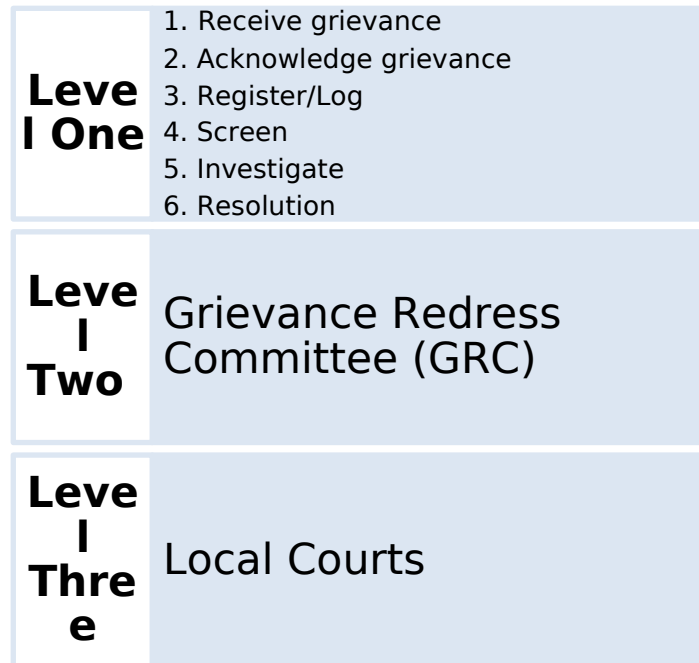 Leve
l One
1. Receive grievance
2. Acknowledge grievance
3. Register/Log
4. Screen
5. Investigate
6. Resolution
Leve
l
Two
Grievance Redress
Committee (GRC)
Leve
l
Thre
e
Local Courts